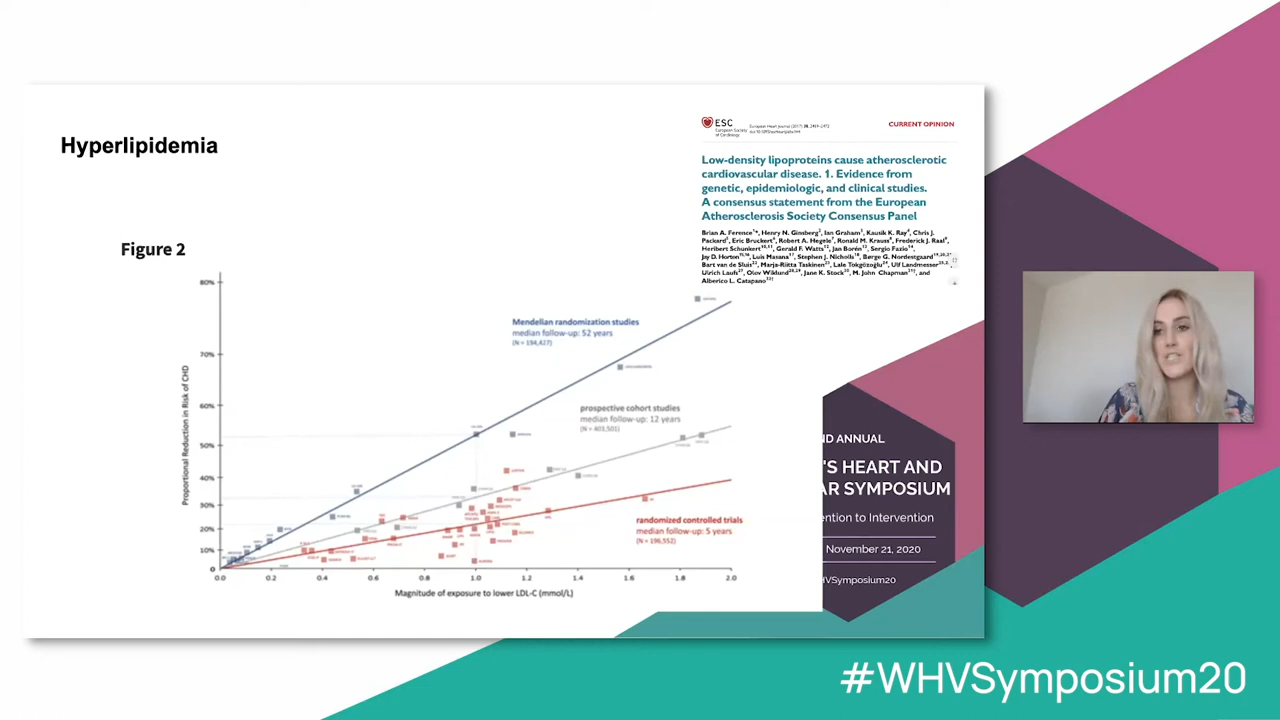 Hyperlipidemia
ESC
European Society
of Cardiology
CURRENT OPINION
Low-density lipoproteins cause atherosclerotic
cardiovascular disease. 1. Evidence from
genetic, epidemiologic, and clinical studies.
A consensus statement from the European
Atherosclerosis Society Consensus Panel
Brian A. Ference, Henry N. Ginsberg, Ian Graham, Kausik K. Ray, Chris J.
Packard, Eric Bruckert, Robert A. Hegele, Ronald M. Krauss, Frederick J. Raal,
Heribert Schunkert, Gerald F. Watts, Jan Borén, Sergio Fazio,
Jay D. Horton, Luis Masana, Stephen J. Nicholls, Børge G. Nordestgaard,
Bart van de Sluis, Marja-Riitta Taskinen, Lale Tokgözoğlu, Ulf Landmesser,
Ulrich Laufs, Olov Wiklund, Jane K. Stock, M. John Chapman, and
Alberico L. Catapano
Figure 2
80%
70%
60%
50%
40%
30%
20%
10%
0
Proportional Reduction in Risk of CHD
Mendelian randomization studies
median follow-up: 52 years
(N = 194,427)
prospective cohort studies
median follow-up: 12 years
(N = 403,501)
randomized controlled trials
median follow-up: 5 years
(N = 196,552)
0.0 0.2 0.4 0.6 0.8 1.0 1.2 1.4 1.6 1.8 2.0
Magnitude of exposure to lower LDL-C (mmol/L)
ND ANNUAL
'S HEART AND
AR SYMPOSIUM
ention to Intervention
November 21, 2020
HVSymposium20
#WHVSymposium20